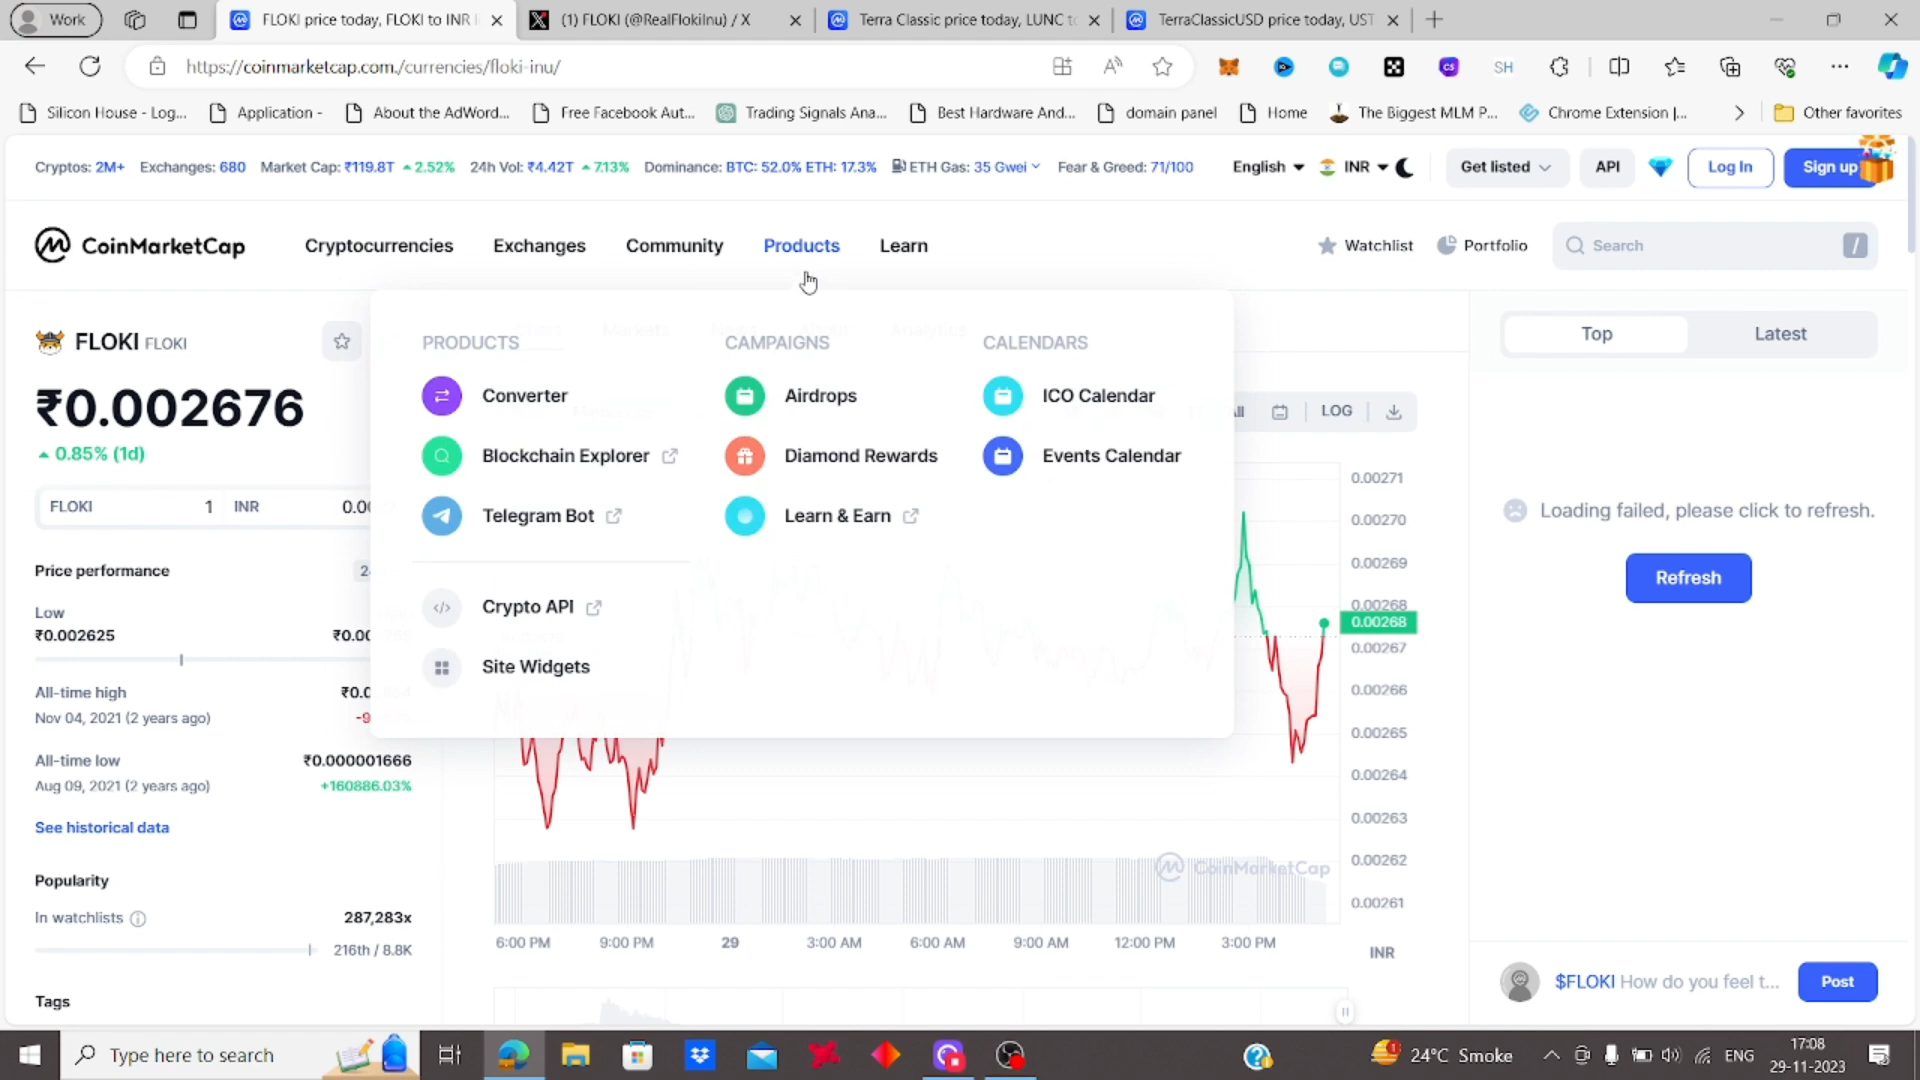 Work
FLOKI price today, FLOKI to INR
(1) FLOKI (@RealFlokiInu) / X
Terra Classic price today, LUNC to
TerraClassicUSD price today, UST
https://coinmarketcap.com./currencies/floki-inu/
Silicon House - Log...
Application -
About the AdWord...
Free Facebook Aut...
Trading Signals Ana...
Best Hardware And...
domain panel
Home
The Biggest MLM P...
Chrome Extension |...
Other favorites
Cryptos: 2M+ Exchanges: 680 Market Cap: ₹119.8T 2.52% 24h Vol: ₹4.42T 7.13% Dominance: BTC: 52.0% ETH: 17.3% ETH Gas: 35 Gwei Fear & Greed: 71/100
English INR Get listed API Log In Sign up
CoinMarketCap
Cryptocurrencies Exchanges Community Products Learn
Watchlist Portfolio Search /
FLOKI FLOKI
₹0.002676
0.85% (1d)
FLOKI 1 INR
Price performance
Low
₹0.002625
All-time high
Nov 04, 2021 (2 years ago)
All-time low ₹0.000001666
Aug 09, 2021 (2 years ago) +160886.03%
See historical data
Popularity
In watchlists 287,283x
216th / 8.8K
Tags
PRODUCTS
Converter
Blockchain Explorer
Telegram Bot
Crypto API
Site Widgets
CAMPAIGNS
Airdrops
Diamond Rewards
Learn & Earn
CALENDARS
ICO Calendar
Events Calendar
LOG
0.00271
0.00270
0.00269
0.00268
0.00268
0.00267
0.00266
0.00265
0.00264
0.00263
0.00262
0.00261
CoinMarketCap
6:00 PM 9:00 PM 29 3:00 AM 6:00 AM 9:00 AM 12:00 PM 3:00 PM
INR
Top Latest
Loading failed, please click to refresh.
Refresh
$FLOKI How do you feel t...
Post
Type here to search
24°C Smoke
ENG
17:08
29-11-2023